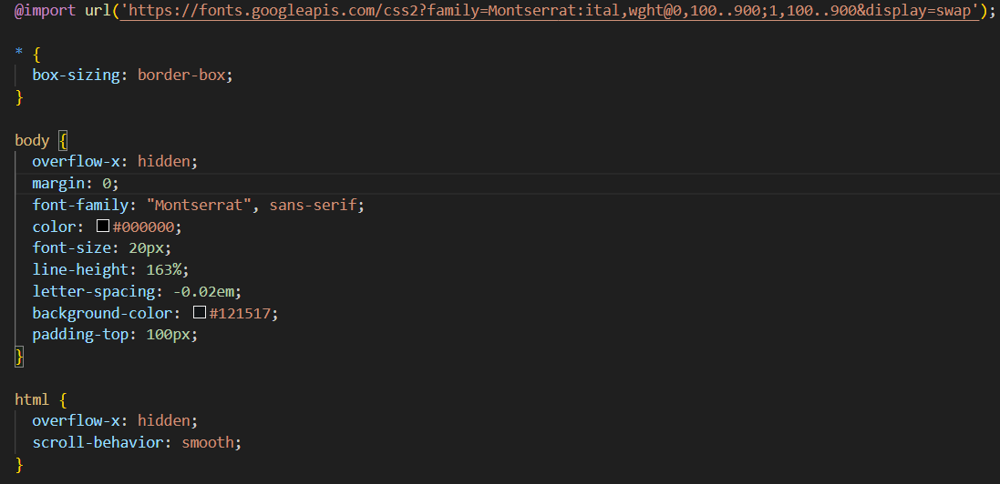 @import url('https://fonts.googleapis.com/css2?family=Montserrat:ital,wght@0,100..900;1,100..900&display=swap');
* {
box-sizing: border-box;
}
body {
overflow-x: hidden;
margin: 0;
font-family: "Montserrat", sans-serif;
color: #000000;
font-size: 20px;
line-height: 163%;
letter-spacing: -0.02em;
background-color: #121517;
padding-top: 100px;
}
html {
overflow-x: hidden;
scroll-behavior: smooth;
}